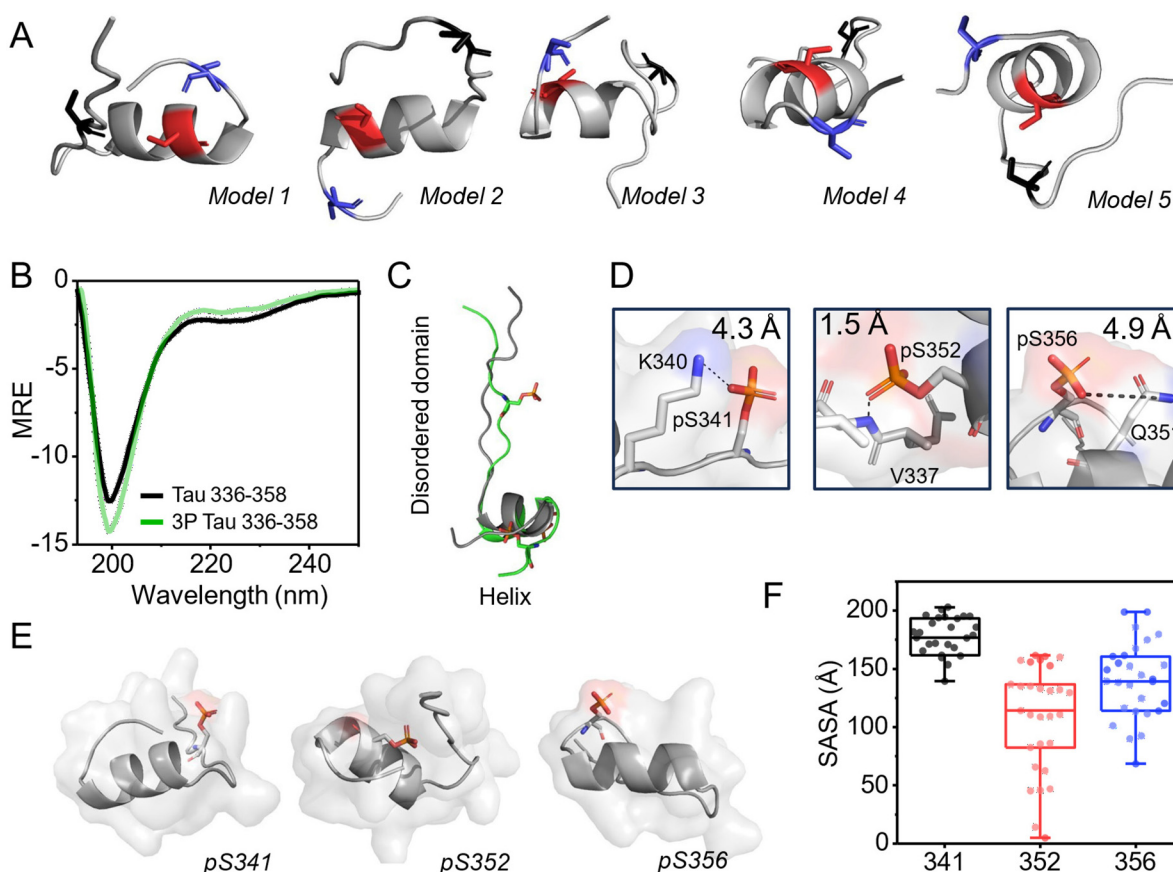 A
Model 1
Model 2
Model 3
Model 4
Model 5
B
MRE
0
-5
-10
-15
200 220 240
Wavelength (nm)
Tau 336-358
3P Tau 336-358
C
Disordered domain
Helix
D
4.3 Å
K340
pS341
1.5 Å
pS352
V337
pS356
4.9 Å
Q351
E
pS341
pS352
pS356
F
SASA (Å)
200
150
100
50
0
341 352 356